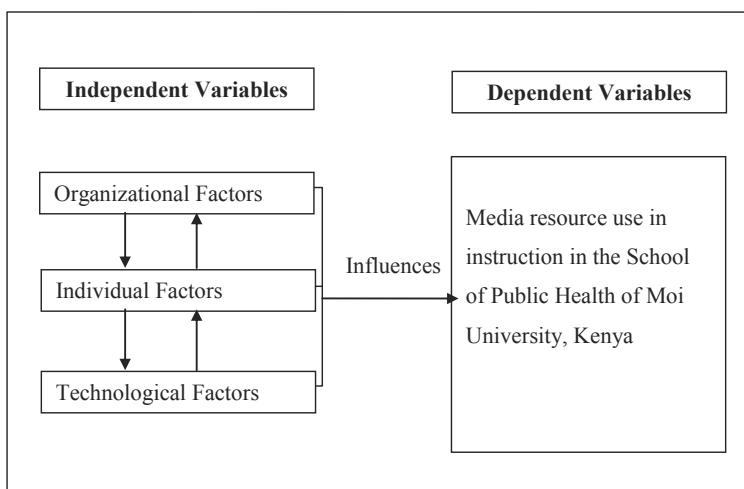 Independent Variables
Dependent Variables
Organizational Factors
Individual Factors
Technological Factors
Influences
Media resource use in
instruction in the School
of Public Health of Moi
University, Kenya